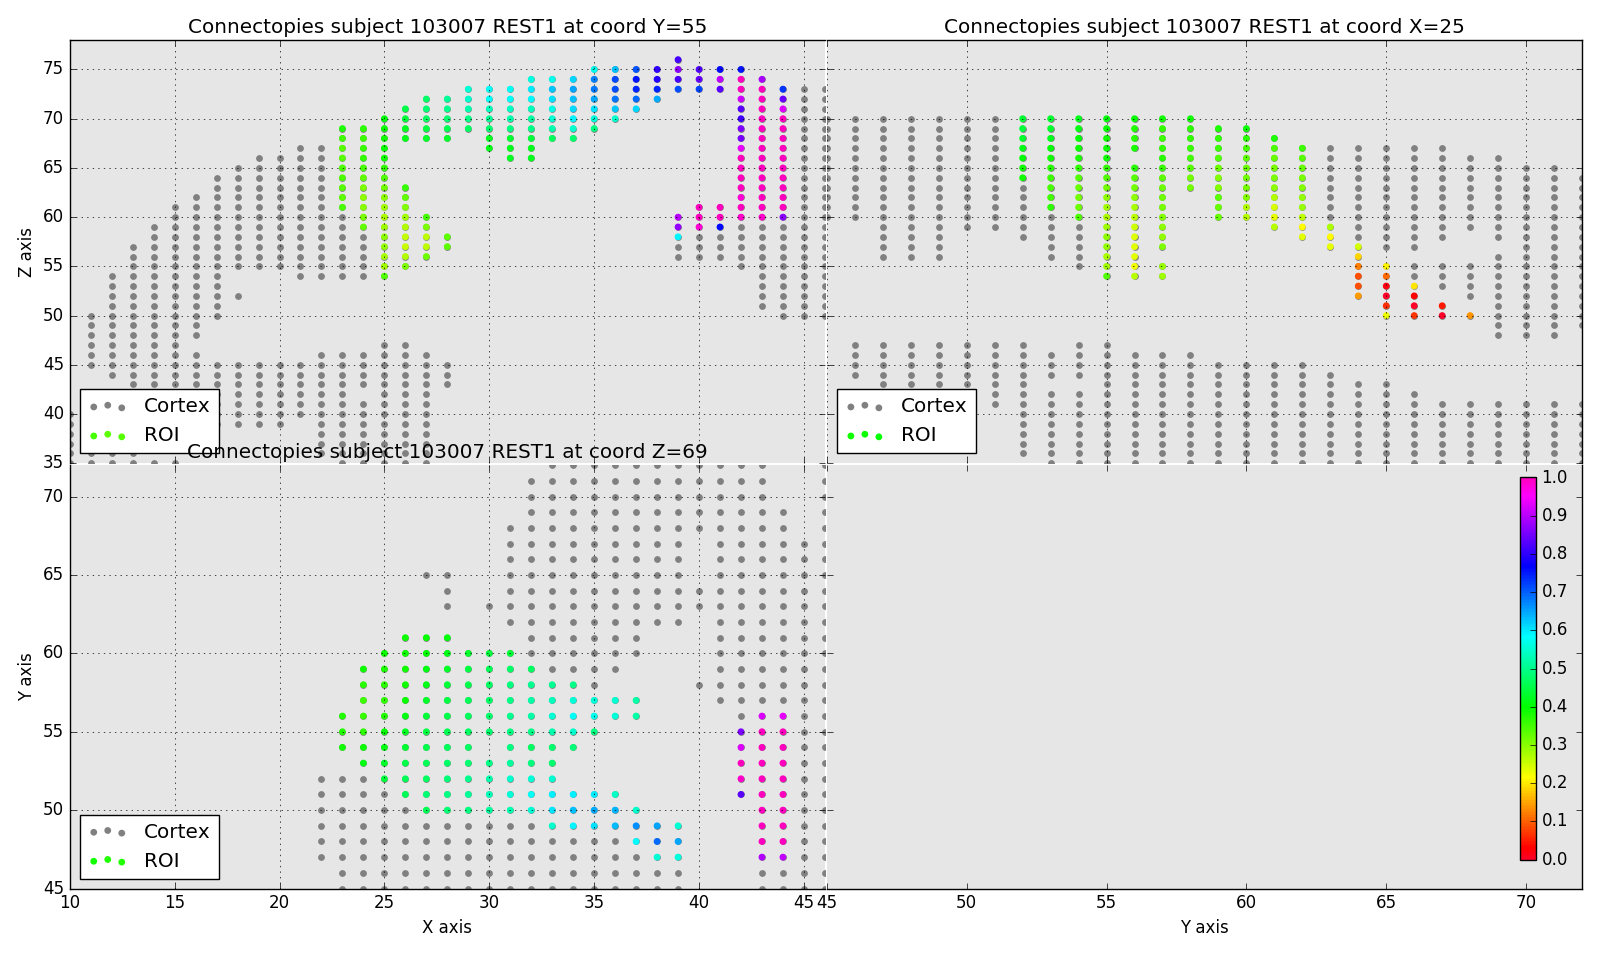 Connectopies subject 103007 REST1 at coord Y=55
Connectopies subject 103007 REST1 at coord X=25
75
70
65
60
55
50
45
40
35
Z axis
Cortex
ROI
Cortex
ROI
Connectopies subject 103007 REST1 at coord Z=69
70
65
60
55
50
45
Y axis
Cortex
ROI
1.0
0.9
0.8
0.7
0.6
0.5
0.4
0.3
0.2
0.1
0.0
10 15 20 25 30 35 40 45
45 50 55 60 65 70
X axis
Y axis